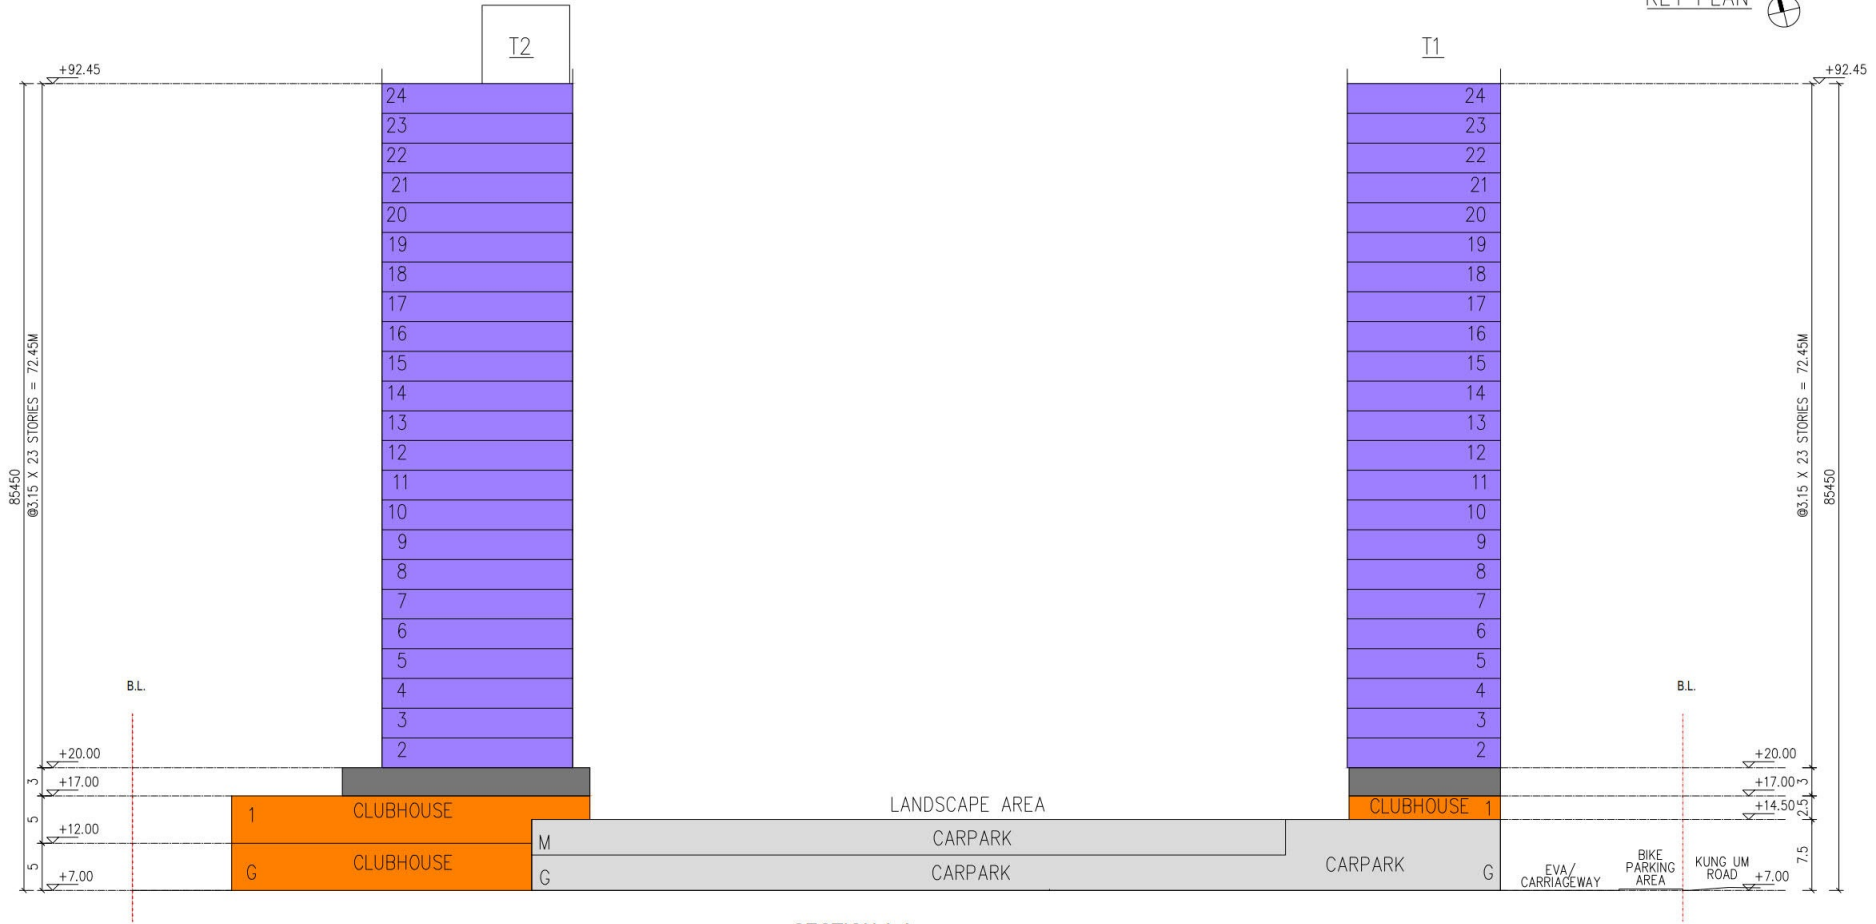 KEY PLAN
T2
T1
+92.45
+92.45
24
24
23
23
22
22
21
21
20
20
19
19
18
18
17
17
16
16
15
15
14
14
13
13
12
12
11
11
10
10
9
9
8
8
7
7
6
6
5
5
4
4
3
3
2
2
85450
@3.15 X 23 STORIES = 72.45M
@3.15 X 23 STORIES = 72.45M
85450
B.L.
B.L.
+20.00
+20.00
3
+17.00
+17.00
3
1
CLUBHOUSE
LANDSCAPE AREA
CLUBHOUSE 1
+14.50
2.5
5
+12.00
M
CARPARK
G
CLUBHOUSE
G
CARPARK
CARPARK
G
5
+7.00
EVA/
CARRIAGEWAY
BIKE
PARKING
AREA
KUNG UM
ROAD
+7.00
7.5